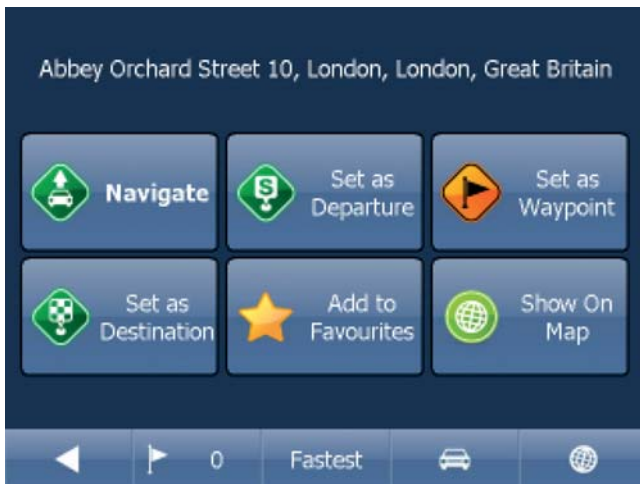 Abbey Orchard Street 10, London, London, Great Britain
Navigate
Set as
Departure
S
Set as
Waypoint
Set as
Destination
Add to
Favourites
Show On
Map
0
Fastest